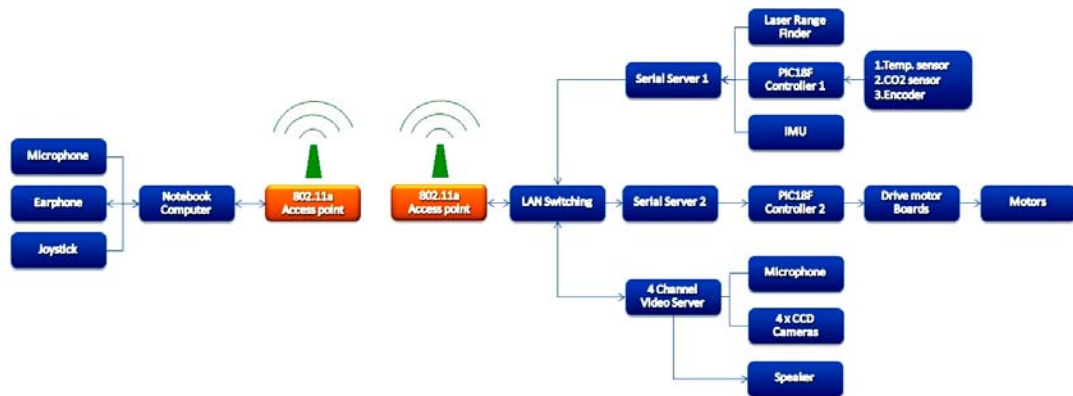 Laser Range
Finder
Serial Server 1
PIC18F
Controller 1
1.Temp. sensor
2.CO2 sensor
3.Encoder
IMU
Microphone
Earphone
Joystick
Notebook
Computer
802.11a
Access point
802.11a
Access point
LAN Switching
Serial Server 2
PIC18F
Controller 2
Drive motor
Boards
Motors
4 Channel
Video Server
Microphone
4 x CCD
Cameras
Speaker